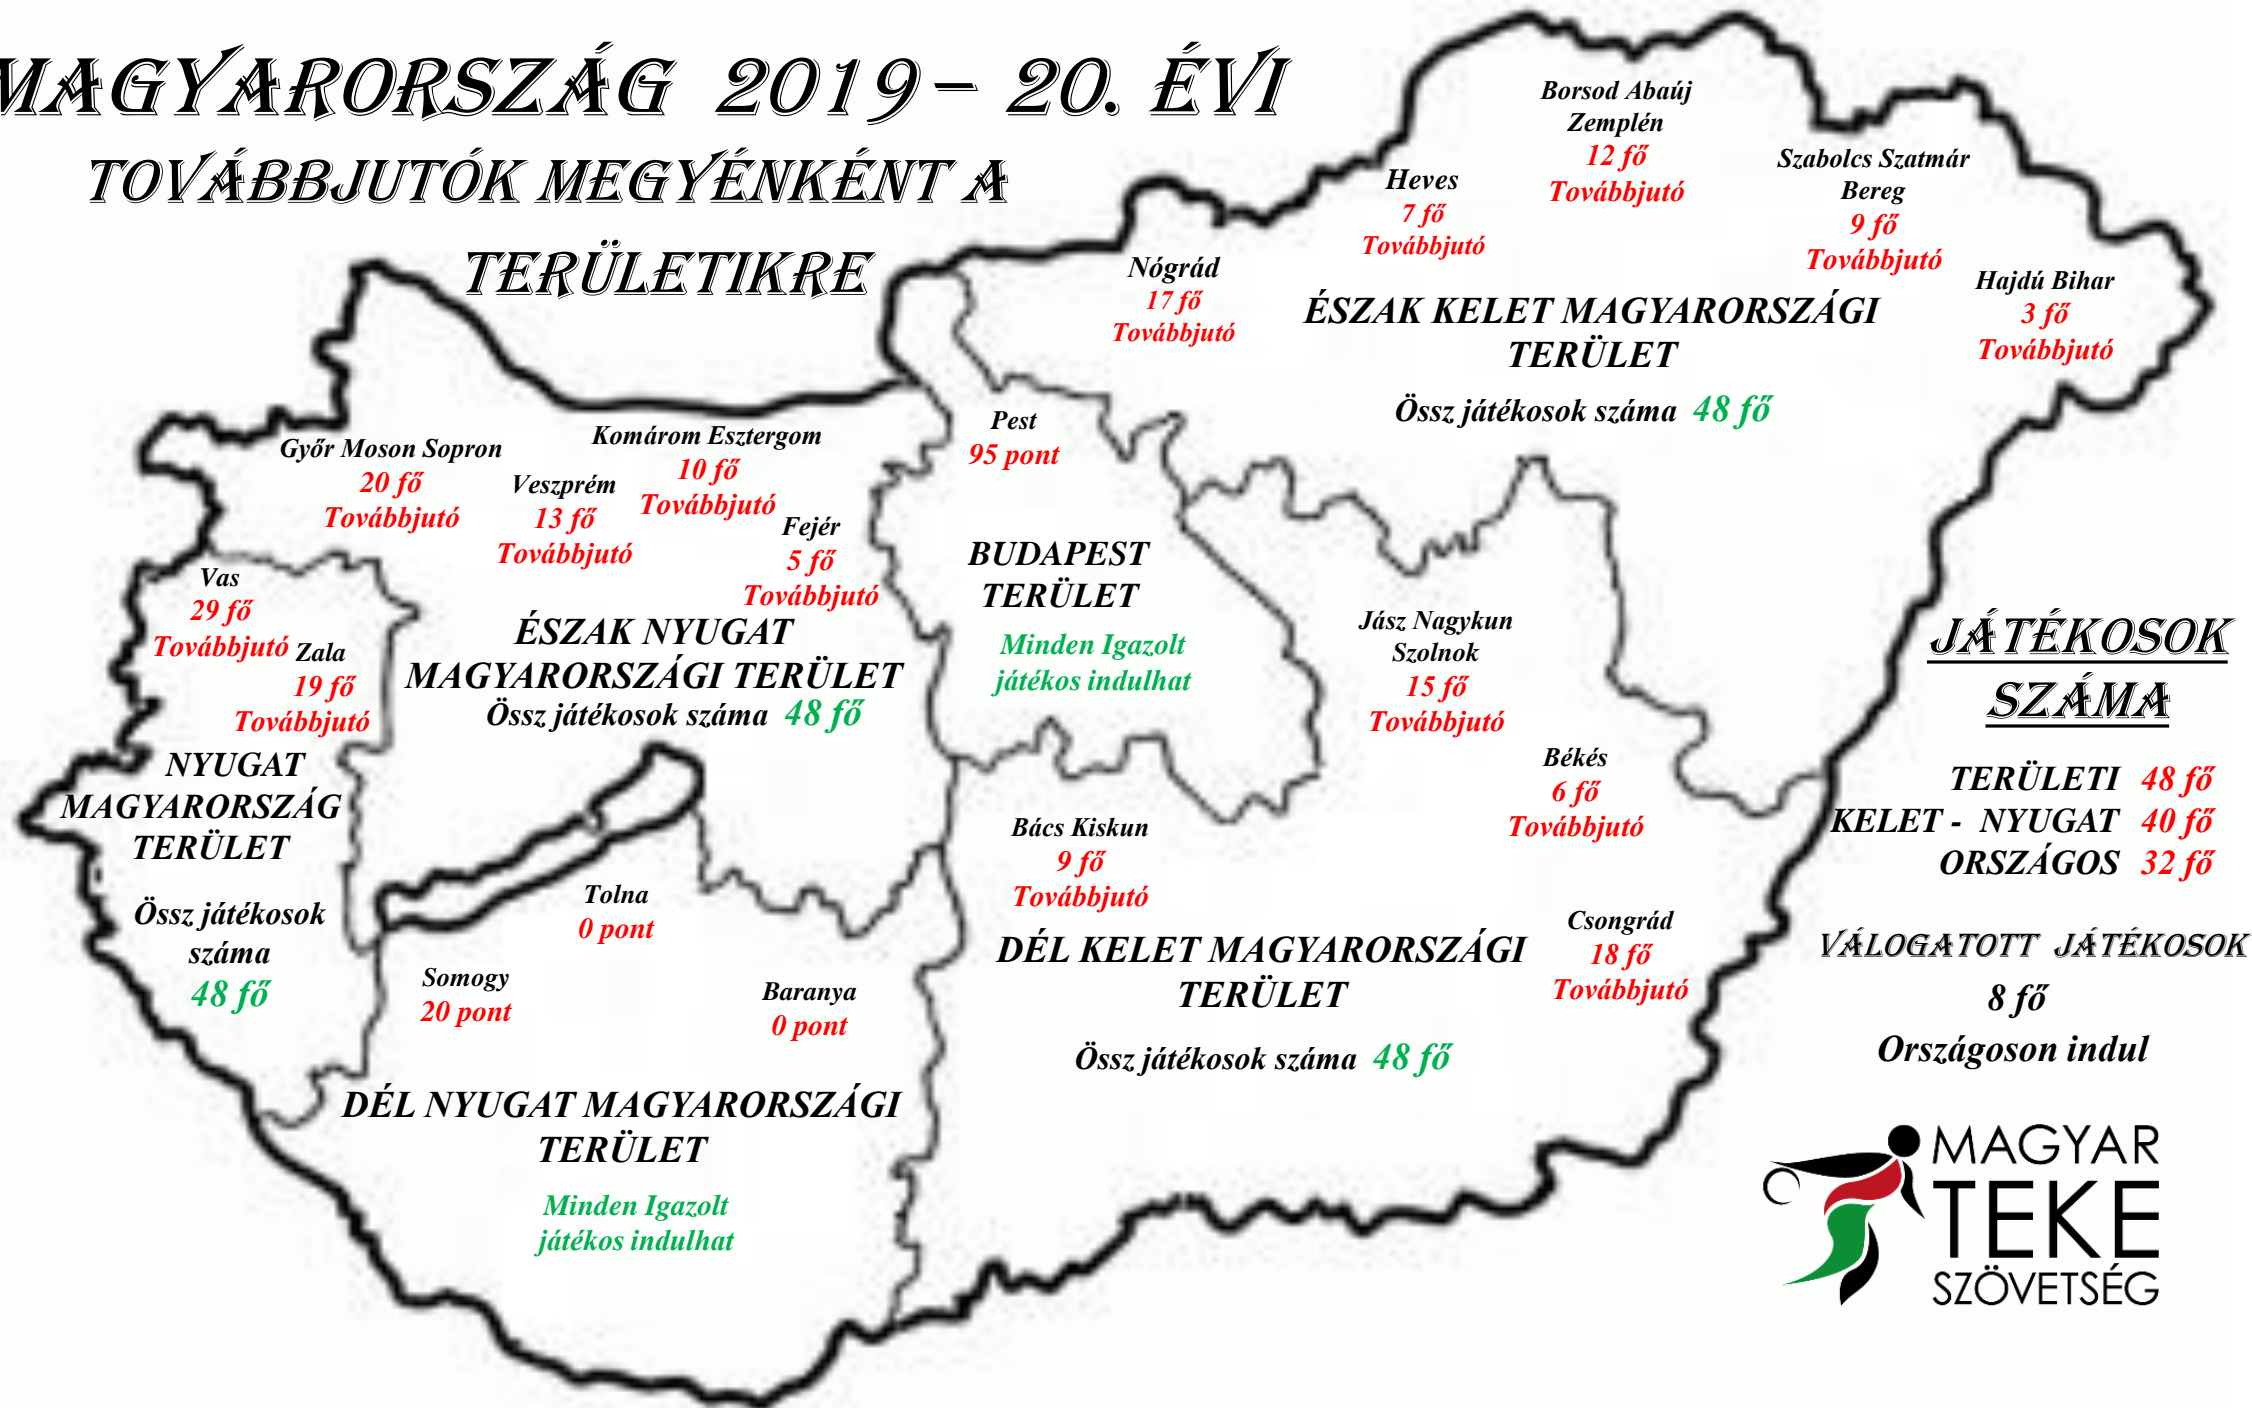 MAGYARORSZÁG 2019 – 20. ÉVI
TOVÁBBJUTÓK MEGYÉNKÉNT A
TERÜLETIKRE
Borsod Abaúj
Zemplén
12 fő
Továbbjutó
Szabolcs Szatmár
Bereg
9 fő
Továbbjutó
Heves
7 fő
Továbbjutó
Nógrád
17 fő
Továbbjutó
Hajdú Bihar
3 fő
Továbbjutó
ÉSZAK KELET MAGYARORSZÁGI
TERÜLET
Össz játékosok száma 48 fő
Győr Moson Sopron
20 fő
Továbbjutó
Veszprém
13 fő
Továbbjutó
Komárom Esztergom
10 fő
Továbbjutó
Fejér
5 fő
Továbbjutó
ÉSZAK NYUGAT
MAGYARORSZÁGI TERÜLET
Össz játékosok száma 48 fő
Pest
95 pont
BUDAPEST
TERÜLET
Minden Igazolt
játékos indulhat
Vas
29 fő
Továbbjutó
Zala
19 fő
Továbbjutó
NYUGAT
MAGYARORSZÁG
TERÜLET
Össz játékosok
száma
48 fő
Jász Nagykun
Szolnok
15 fő
Továbbjutó
Békés
6 fő
Továbbjutó
Bács Kiskun
9 fő
Továbbjutó
Csongrád
18 fő
Továbbjutó
DÉL KELET MAGYARORSZÁGI
TERÜLET
Össz játékosok száma 48 fő
Tolna
0 pont
Somogy
20 pont
Baranya
0 pont
DÉL NYUGAT MAGYARORSZÁGI
TERÜLET
Minden Igazolt
játékos indulhat
JÁTÉKOSOK
SZÁMA
TERÜLETI 48 fő
KELET - NYUGAT 40 fő
ORSZÁGOS 32 fő
VÁLOGATOTT JÁTÉKOSOK
8 fő
Országoson indul
MAGYAR
TEKE
SZÖVETSÉG